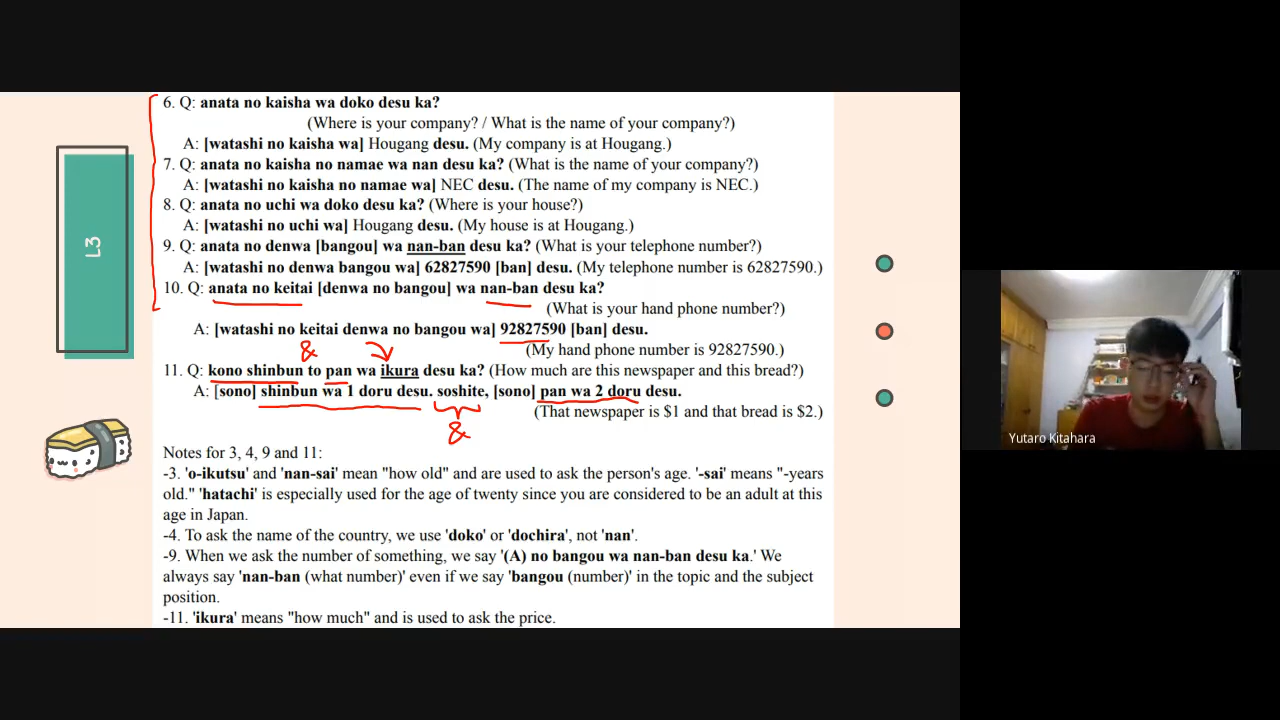 6. Q: anata no kaisha wa doko desu ka?
(Where is your company? / What is the name of your company?)
A: [watashi no kaisha wa] Hougang desu. (My company is at Hougang.)
7. Q: anata no kaisha no namae wa nan desu ka? (What is the name of your company?)
A: [watashi no kaisha no namae wa] NEC desu. (The name of my company is NEC.)
8. Q: anata no uchi wa doko desu ka? (Where is your house?)
A: [watashi no uchi wa] Hougang desu. (My house is at Hougang.)
9. Q: anata no denwa [bangou] wa nan-ban desu ka? (What is your telephone number?)
A: [watashi no denwa bangou wa] 62827590 [ban] desu. (My telephone number is 62827590.)
10. Q: anata no keitai [denwa no bangou] wa nan-ban desu ka?
(What is your hand phone number?)
A: [watashi no keitai denwa no bangou wa] 92827590 [ban] desu.
(My hand phone number is 92827590.)
&
11. Q: kono shinbun to pan wa ikura desu ka? (How much are this newspaper and this bread?)
A: [sono] shinbun wa 1 doru desu. soshite, [sono] pan wa 2 doru desu.
(That newspaper is $1 and that bread is $2.)
&
Notes for 3, 4, 9 and 11:
-3. 'o-ikutsu' and 'nan-sai' mean "how old" and are used to ask the person's age. '-sai' means "-years
old." 'hatachi' is especially used for the age of twenty since you are considered to be an adult at this
age in Japan.
-4. To ask the name of the country, we use 'doko' or 'dochira', not 'nan'.
-9. When we ask the number of something, we say '(A) no bangou wa nan-ban desu ka.' We
always say 'nan-ban (what number)' even if we say 'bangou (number)' in the topic and the subject
position.
-11. 'ikura' means "how much" and is used to ask the price.
L3
Yutaro Kitahara